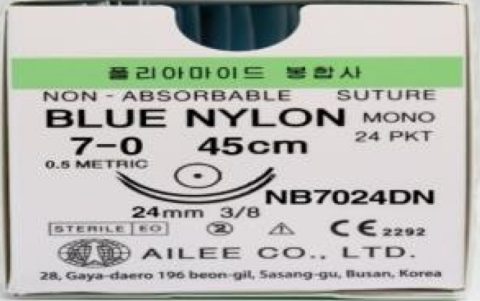 폴리아마이드 봉합사
NON - ABSORBABLE SUTURE
BLUE NYLON MONO
7-0 45cm 24 PKT
0.5 METRIC
NB7024DN
24mm 3/8
STERILE EO 2 CE 2292
AILEE CO., LTD.
28, Gaya-daero 196 beon-gil, Sasang-gu, Busan, Korea